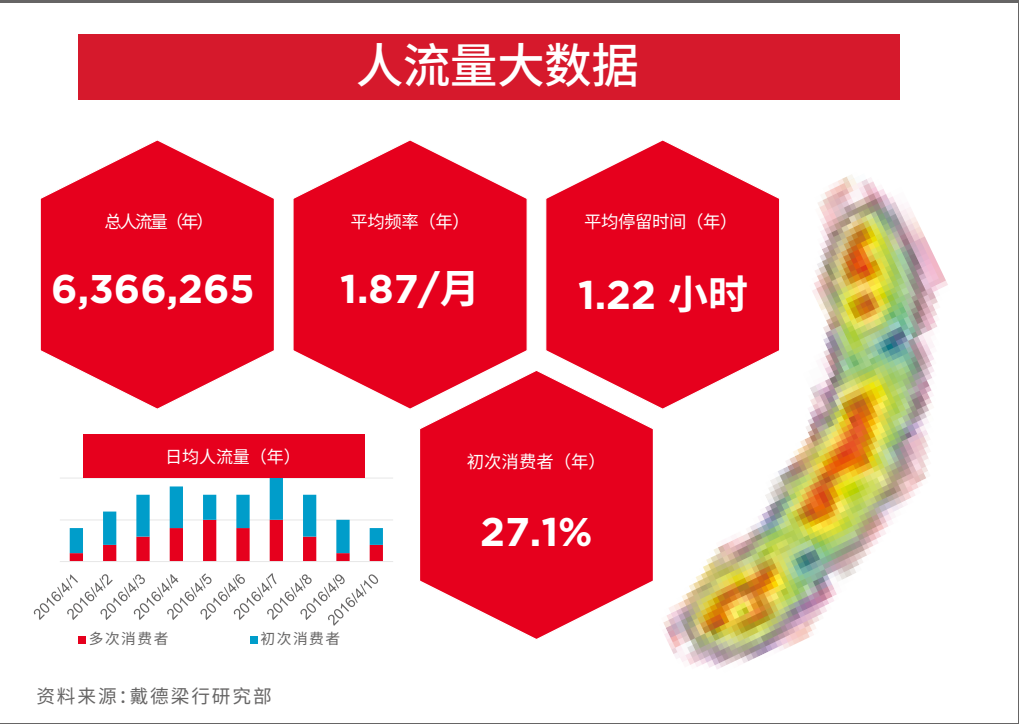 人流量大数据
总人流量（年）
6,366,265
平均频率（年）
1.87/月
平均停留时间（年）
1.22 小时
初次消费者（年）
27.1%
日均人流量（年）
2016/4/1
2016/4/2
2016/4/3
2016/4/4
2016/4/5
2016/4/6
2016/4/7
2016/4/8
2016/4/9
2016/4/10
多次消费者
初次消费者
资料来源:戴德梁行研究部